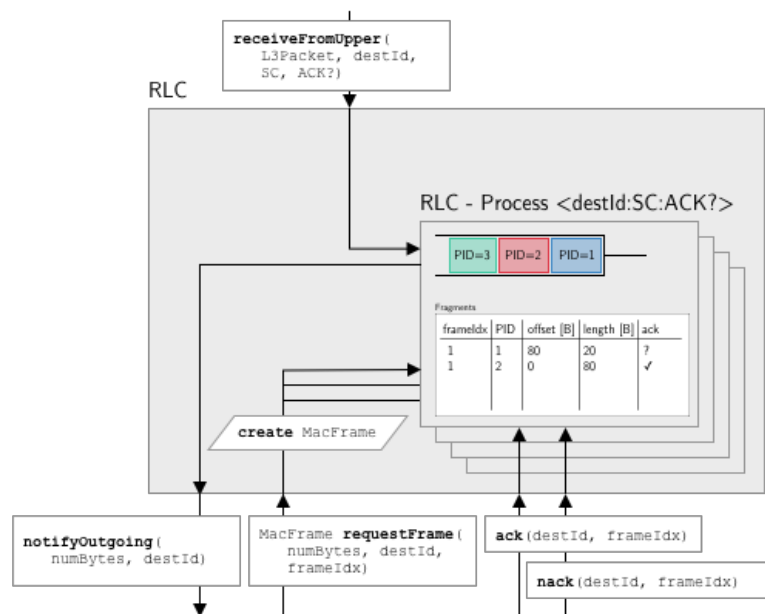 receiveFromUpper(
L3Packet, destId,
SC, ACK?)
RLC
RLC - Process <destId:SC:ACK?>
PID=3 PID=2 PID=1
Fragments
frameIdx PID offset [B] length [B] ack
1 1 80 20 ?
1 2 0 80 ✓
create MacFrame
notifyOutgoing(
numBytes, destId)
MacFrame requestFrame(
numBytes, destId,
frameIdx)
ack(destId, frameIdx)
nack(destId, frameIdx)